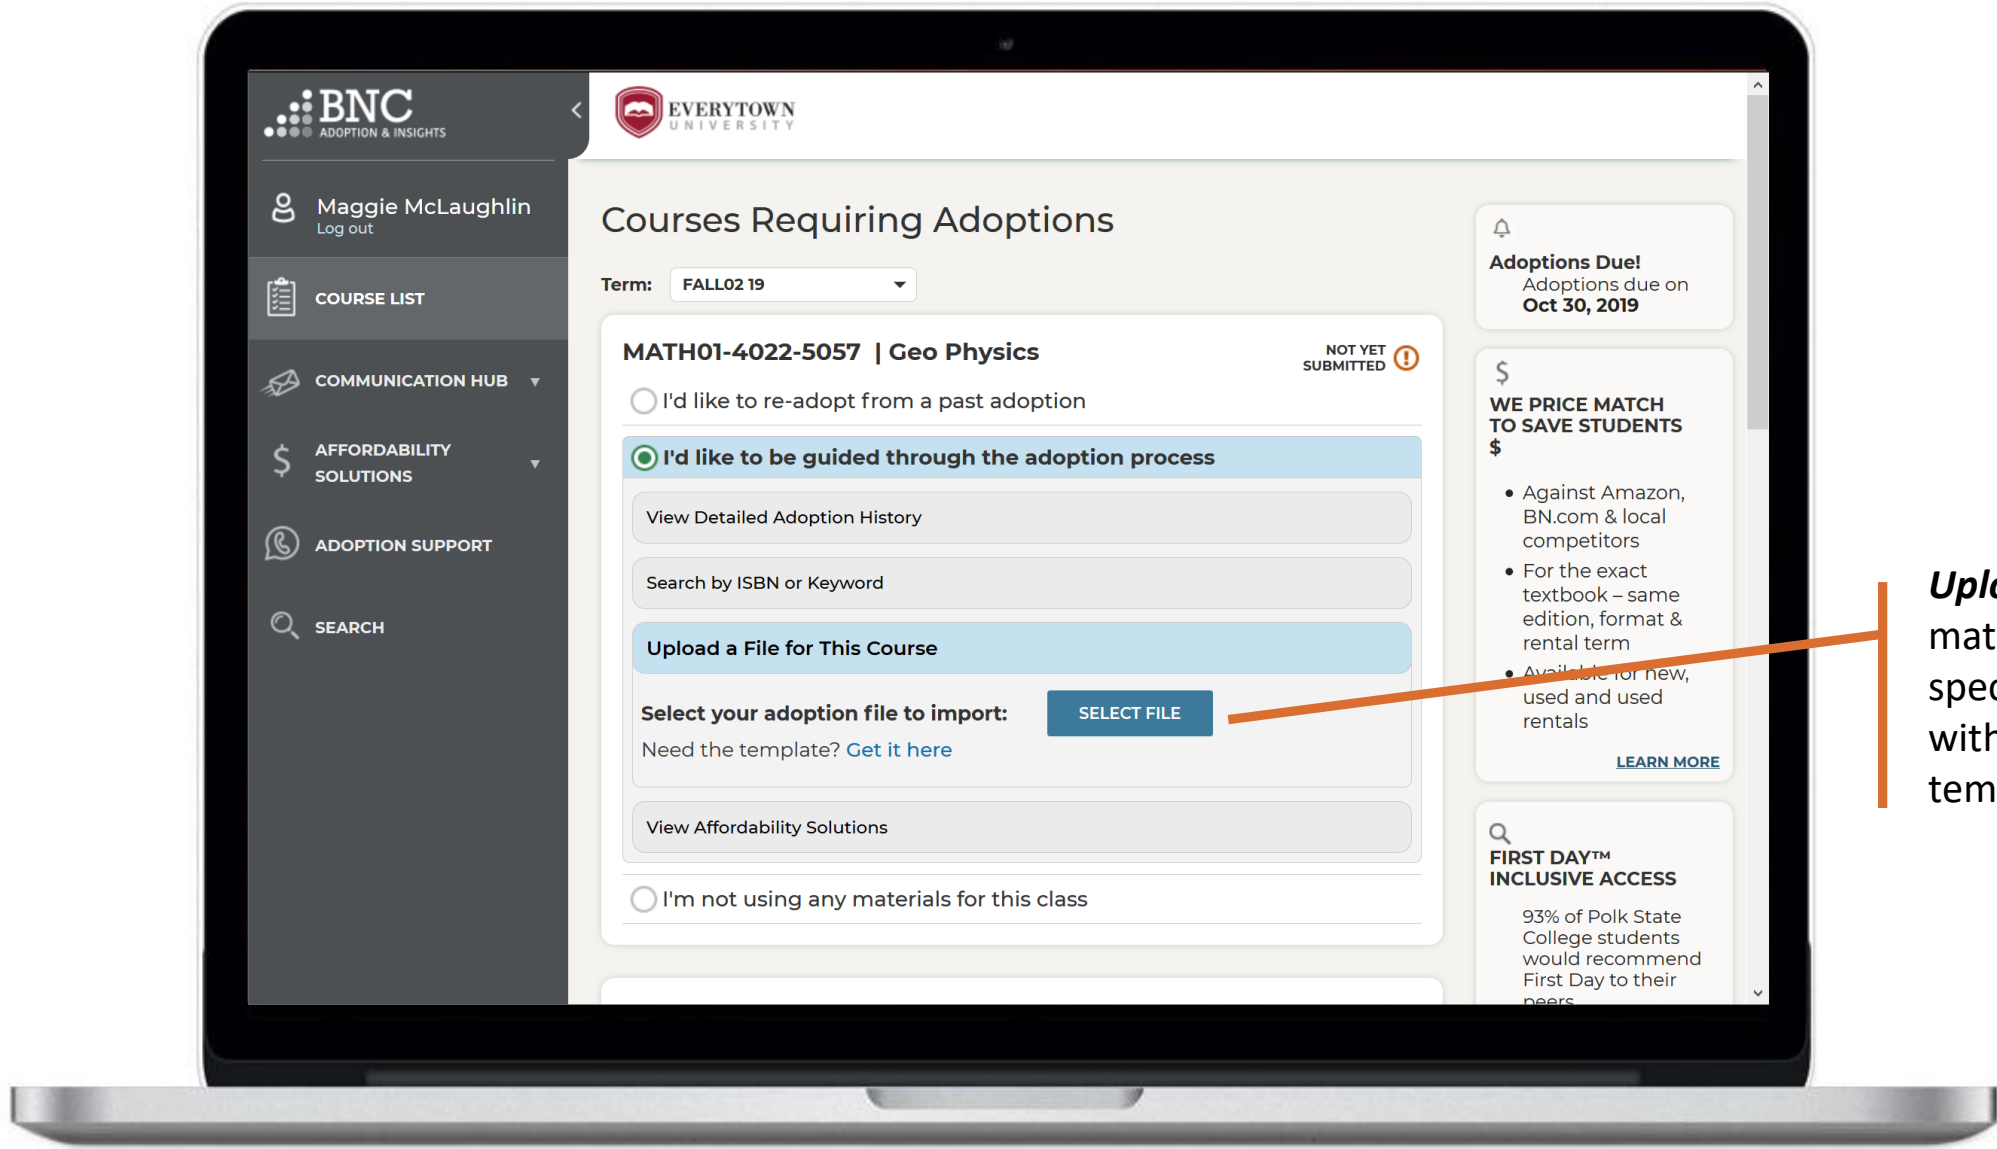 BNC
ADOPTION & INSIGHTS
Maggie McLaughlin
Log out
COURSE LIST
COMMUNICATION HUB
AFFORDABILITY
SOLUTIONS
ADOPTION SUPPORT
SEARCH
EVERYTOWN
UNIVERSITY
Courses Requiring Adoptions
Term: FALL02 19
MATH01-4022-5057 | Geo Physics
NOT YET
SUBMITTED
I'd like to re-adopt from a past adoption
I'd like to be guided through the adoption process
View Detailed Adoption History
Search by ISBN or Keyword
Upload a File for This Course
Select your adoption file to import: SELECT FILE
Need the template? Get it here
View Affordability Solutions
I'm not using any materials for this class
Adoptions Due!
Adoptions due on
Oct 30, 2019
WE PRICE MATCH
TO SAVE STUDENTS
$
• Against Amazon,
BN.com & local
competitors
• For the exact
textbook – same
edition, format &
rental term
• Available for new,
used and used
rentals
LEARN MORE
FIRST DAY™
INCLUSIVE ACCESS
93% of Polk State
College students
would recommend
First Day to their
peers